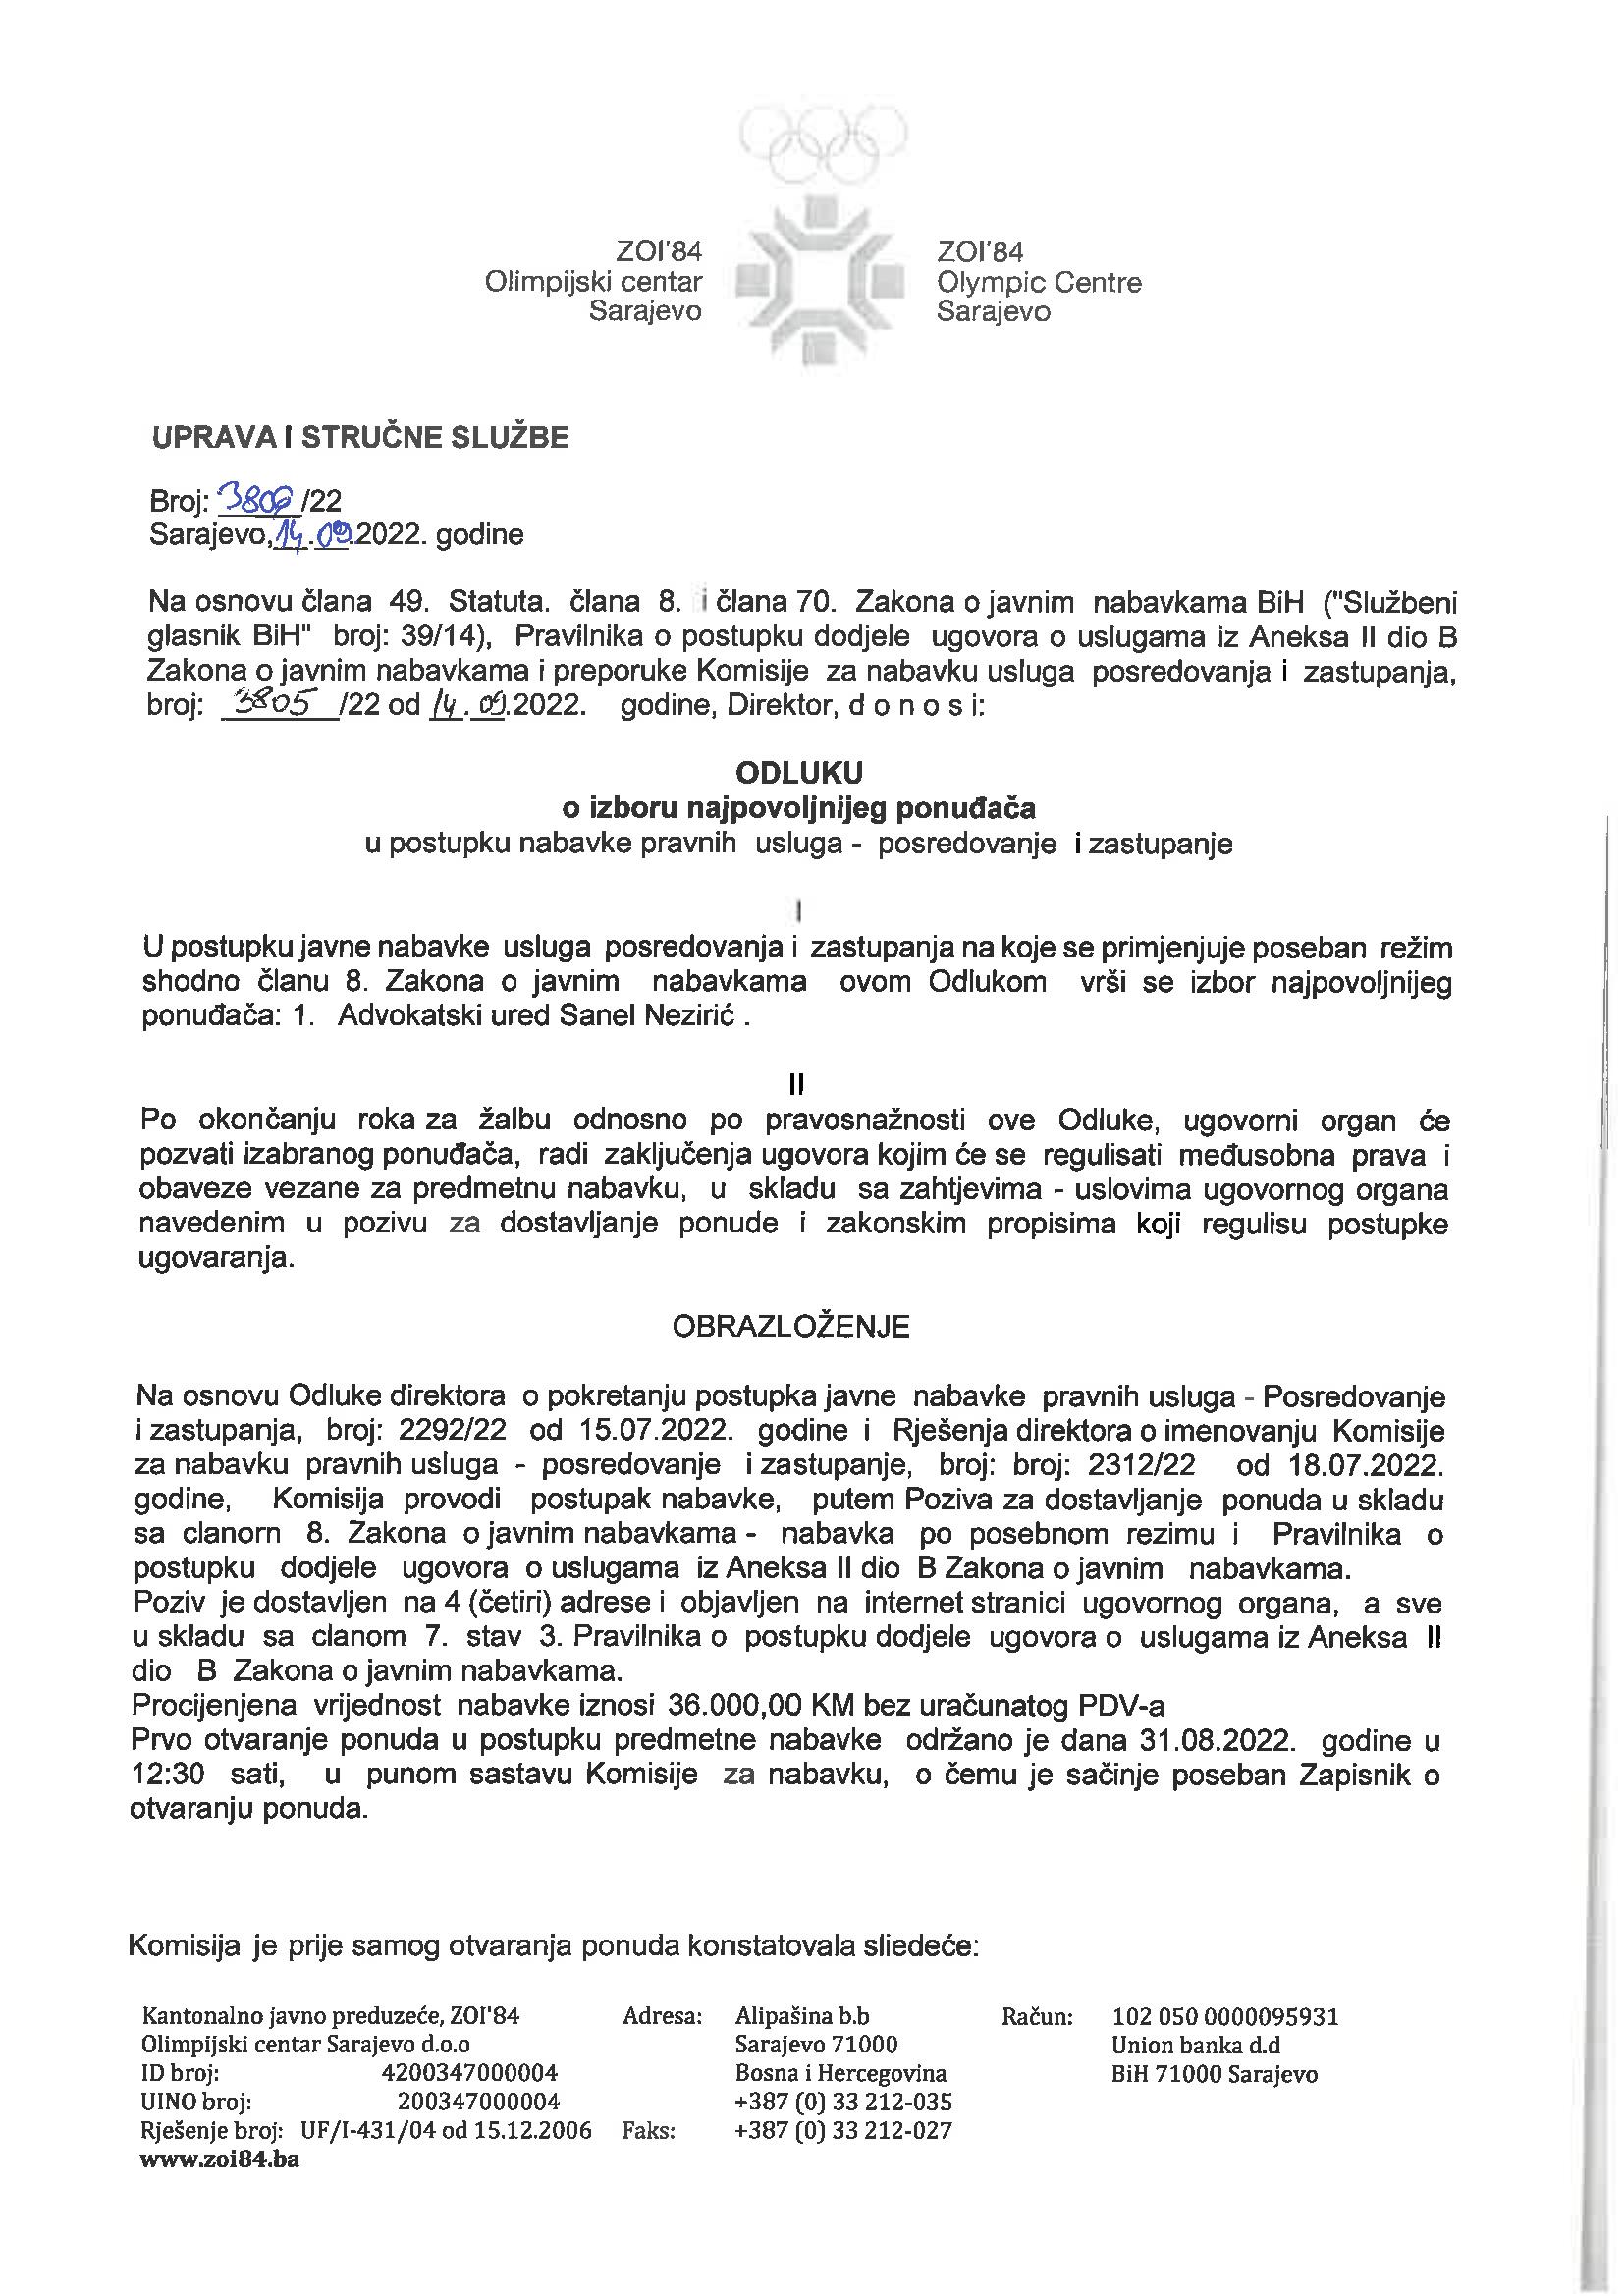 ZOI'84
Olimpijski centar
Sarajevo
ZOI'84
Olympic Centre
Sarajevo
UPRAVA I STRUČNE SLUŽBE
Broj: 3806 /22
Sarajevo, 14.09.2022. godine
Na osnovu člana 49. Statuta. člana 8. i člana 70. Zakona o javnim nabavkama BiH ("Službeni
glasnik BiH" broj: 39/14), Pravilnika o postupku dodjele ugovora o uslugama iz Aneksa II dio B
Zakona o javnim nabavkama i preporuke Komisije za nabavku usluga posredovanja i zastupanja,
broj: 3805 /22 od 14.09.2022. godine, Direktor, d o n o s i:
ODLUKU
o izboru najpovoljnijeg ponuđača
u postupku nabavke pravnih usluga - posredovanje i zastupanje
I
U postupku javne nabavke usluga posredovanja i zastupanja na koje se primjenjuje poseban režim
shodno članu 8. Zakona o javnim nabavkama ovom Odlukom vrši se izbor najpovoljnijeg
ponuđača: 1. Advokatski ured Sanel Nezirić .
II
Po okončanju roka za žalbu odnosno po pravosnažnosti ove Odluke, ugovorni organ će
pozvati izabranog ponuđača, radi zaključenja ugovora kojim će se regulisati međusobna prava i
obaveze vezane za predmetnu nabavku, u skladu sa zahtjevima - uslovima ugovornog organa
navedenim u pozivu za dostavljanje ponude i zakonskim propisima koji regulisu postupke
ugovaranja.
OBRAZLOŽENJE
Na osnovu Odluke direktora o pokretanju postupka javne nabavke pravnih usluga - Posredovanje
i zastupanja, broj: 2292/22 od 15.07.2022. godine i Rješenja direktora o imenovanju Komisije
za nabavku pravnih usluga - posredovanje i zastupanje, broj: broj: 2312/22 od 18.07.2022.
godine, Komisija provodi postupak nabavke, putem Poziva za dostavljanje ponuda u skladu
sa clanorn 8. Zakona o javnim nabavkama - nabavka po posebnom rezimu i Pravilnika o
postupku dodjele ugovora o uslugama iz Aneksa II dio B Zakona o javnim nabavkama.
Poziv je dostavljen na 4 (četiri) adrese i objavljen na internet stranici ugovornog organa, a sve
u skladu sa clanom 7. stav 3. Pravilnika o postupku dodjele ugovora o uslugama iz Aneksa II
dio B Zakona o javnim nabavkama.
Procijenjena vrijednost nabavke iznosi 36.000,00 KM bez uračunatog PDV-a
Prvo otvaranje ponuda u postupku predmetne nabavke održano je dana 31.08.2022. godine u
12:30 sati, u punom sastavu Komisije za nabavku, o čemu je sačinje poseban Zapisnik o
otvaranju ponuda.
Komisija je prije samog otvaranja ponuda konstatovala sliedeće:
Kantonalno javno preduzeće, ZOI'84 Adresa: Alipašina b.b Račun: 102 050 0000095931
Olimpijski centar Sarajevo d.o.o Sarajevo 71000 Union banka d.d
ID broj: 4200347000004 Bosna i Hercegovina BiH 71000 Sarajevo
UINO broj: 200347000004 +387 (0) 33 212-035
Rješenje broj: UF/I-431/04 od 15.12.2006 Faks: +387 (0) 33 212-027
www.zoi84.ba